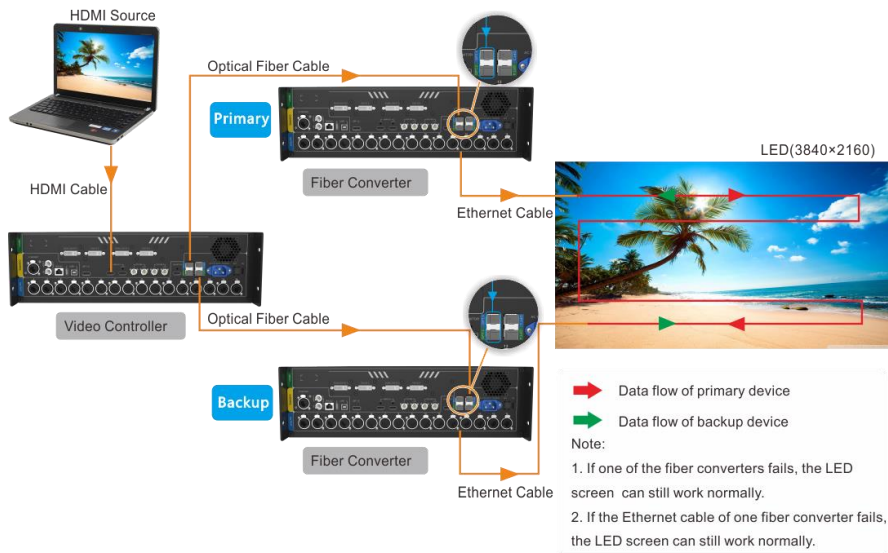 HDMI Source
Optical Fiber Cable
Primary
LED(3840×2160)
Fiber Converter
HDMI Cable
Ethernet Cable
Video Controller
Optical Fiber Cable
Backup
Fiber Converter
Ethernet Cable
Data flow of primary device
Data flow of backup device
Note:
1. If one of the fiber converters fails, the LED
screen can still work normally.
2. If the Ethernet cable of one fiber converter fails,
the LED screen can still work normally.